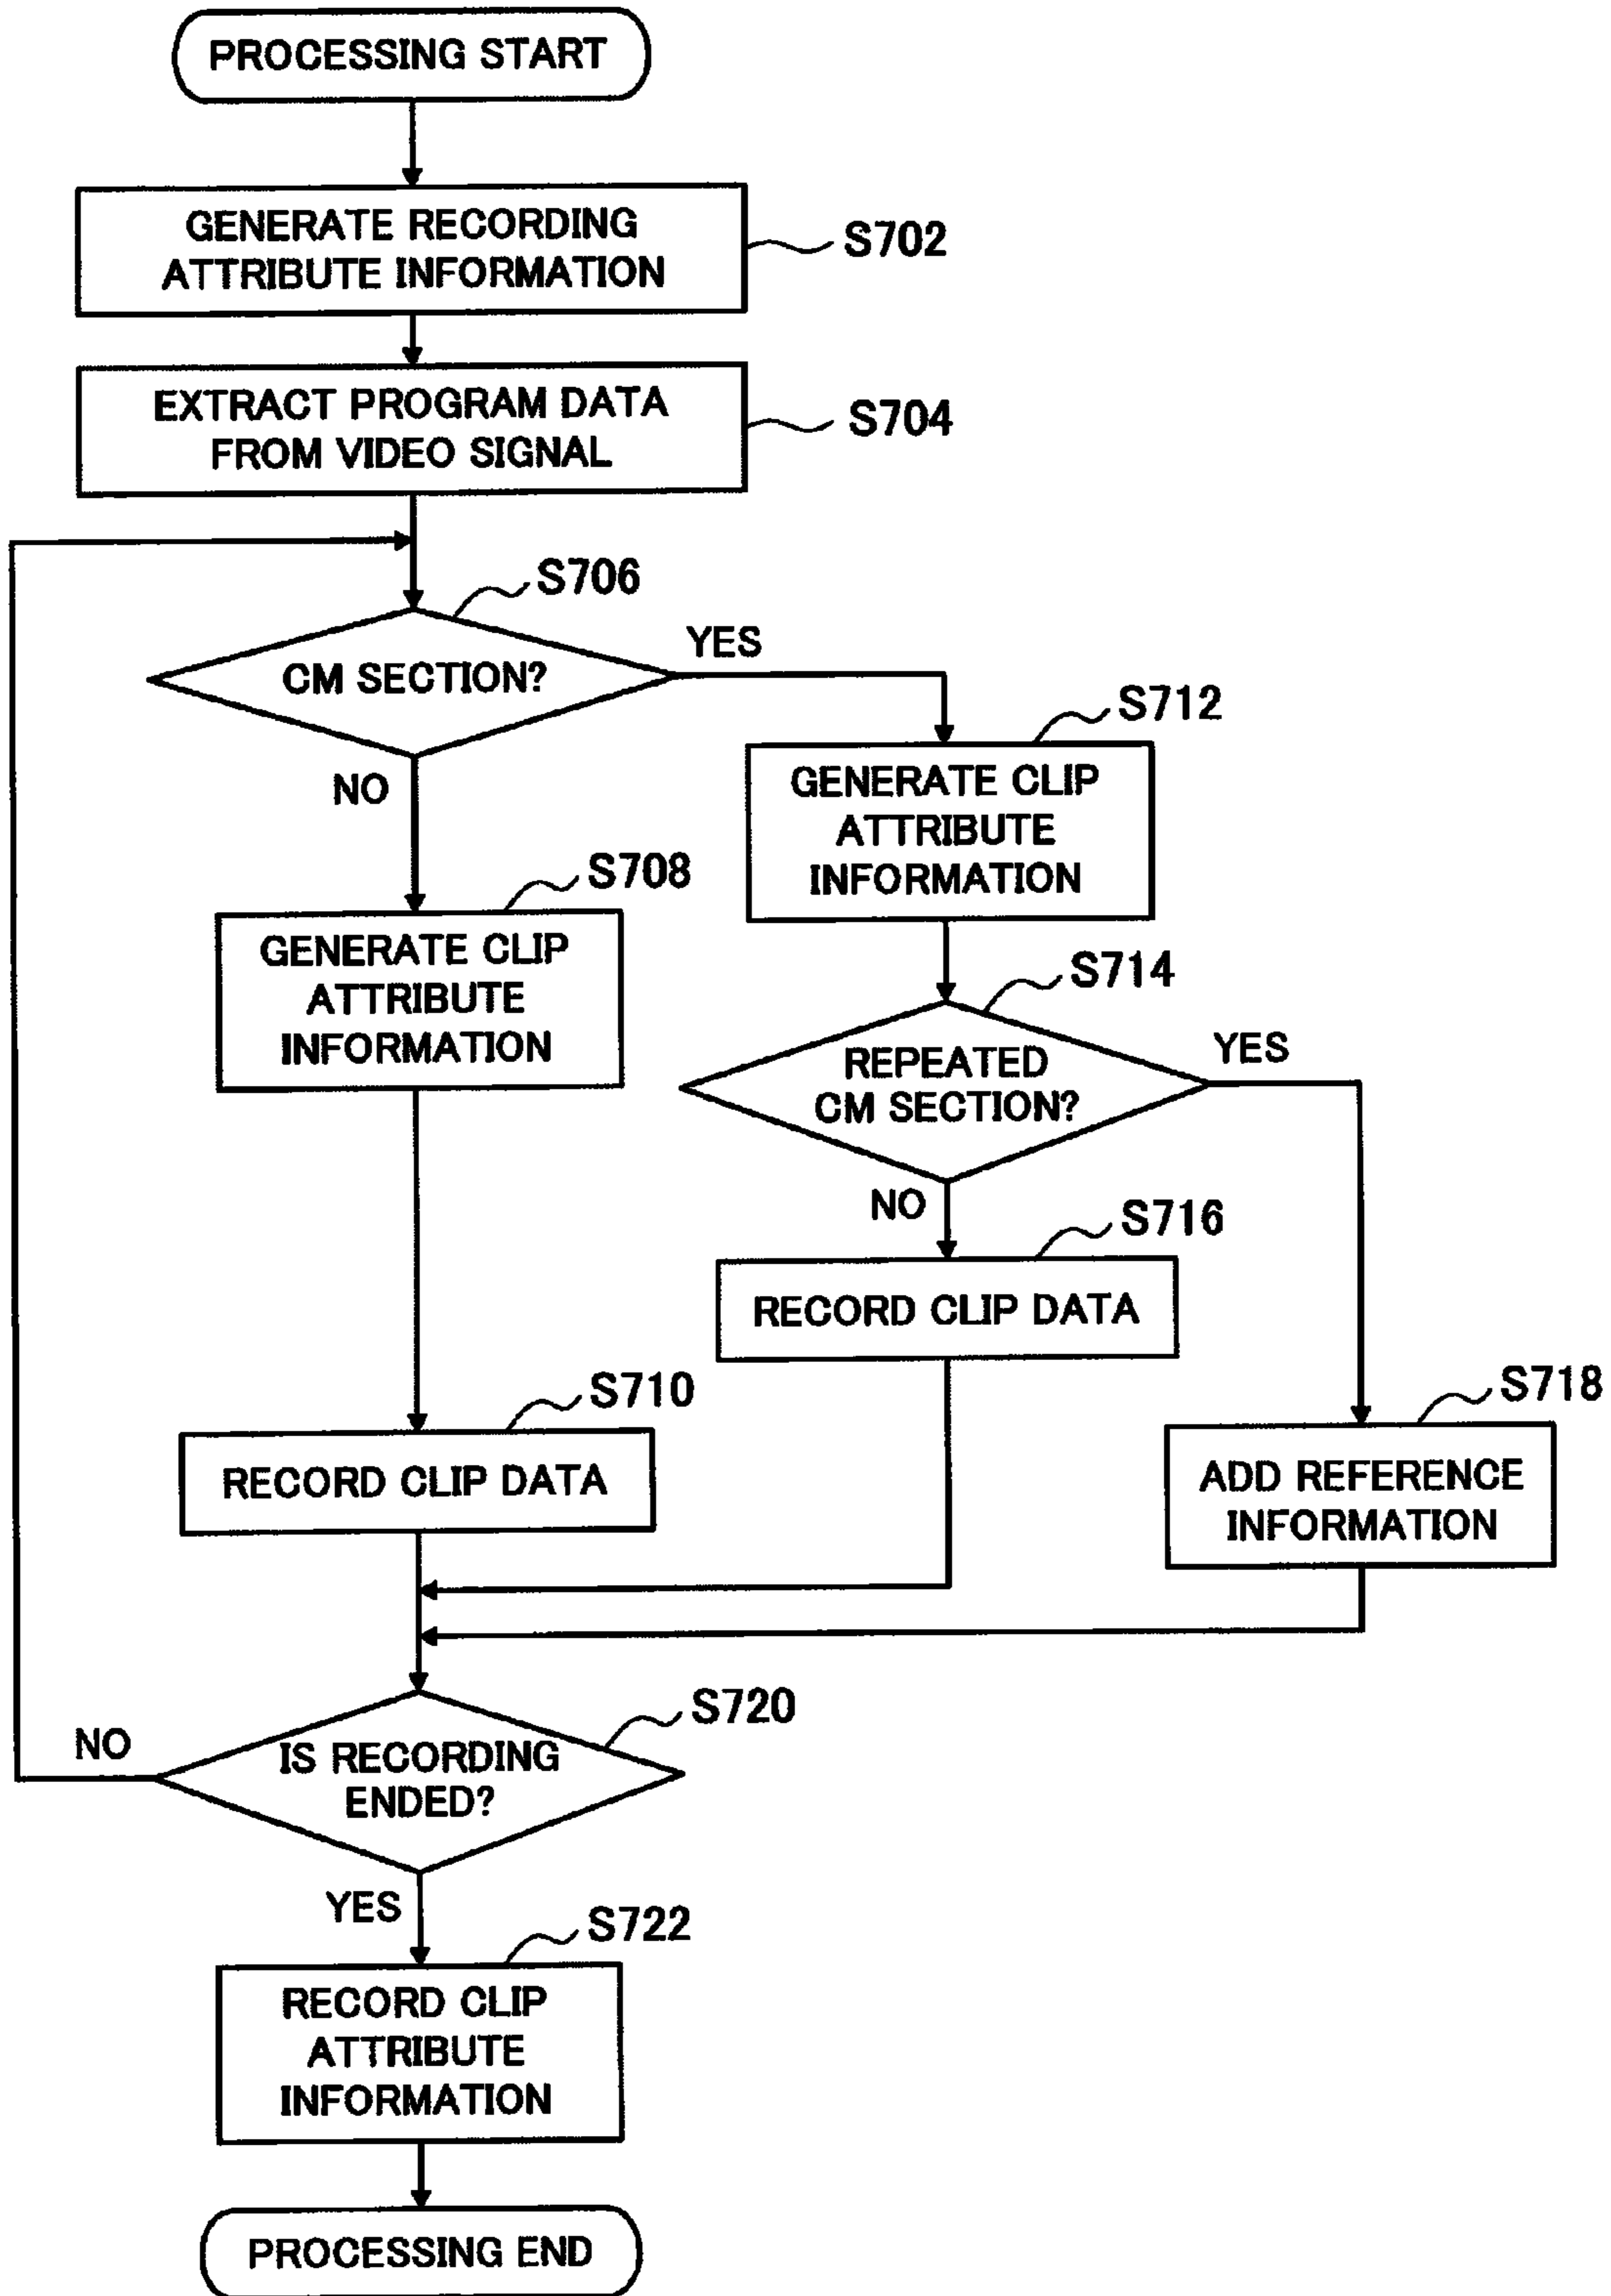 PROCESSING START
GENERATE RECORDING
ATTRIBUTE INFORMATION
S702
EXTRACT PROGRAM DATA
FROM VIDEO SIGNAL
S704
S706
CM SECTION?
YES
NO
S712
GENERATE CLIP
ATTRIBUTE
INFORMATION
S708
GENERATE CLIP
ATTRIBUTE
INFORMATION
S714
REPEATED
CM SECTION?
YES
NO
S716
RECORD CLIP DATA
S710
RECORD CLIP DATA
S718
ADD REFERENCE
INFORMATION
S720
IS RECORDING
ENDED?
NO
YES
S722
RECORD CLIP
ATTRIBUTE
INFORMATION
PROCESSING END